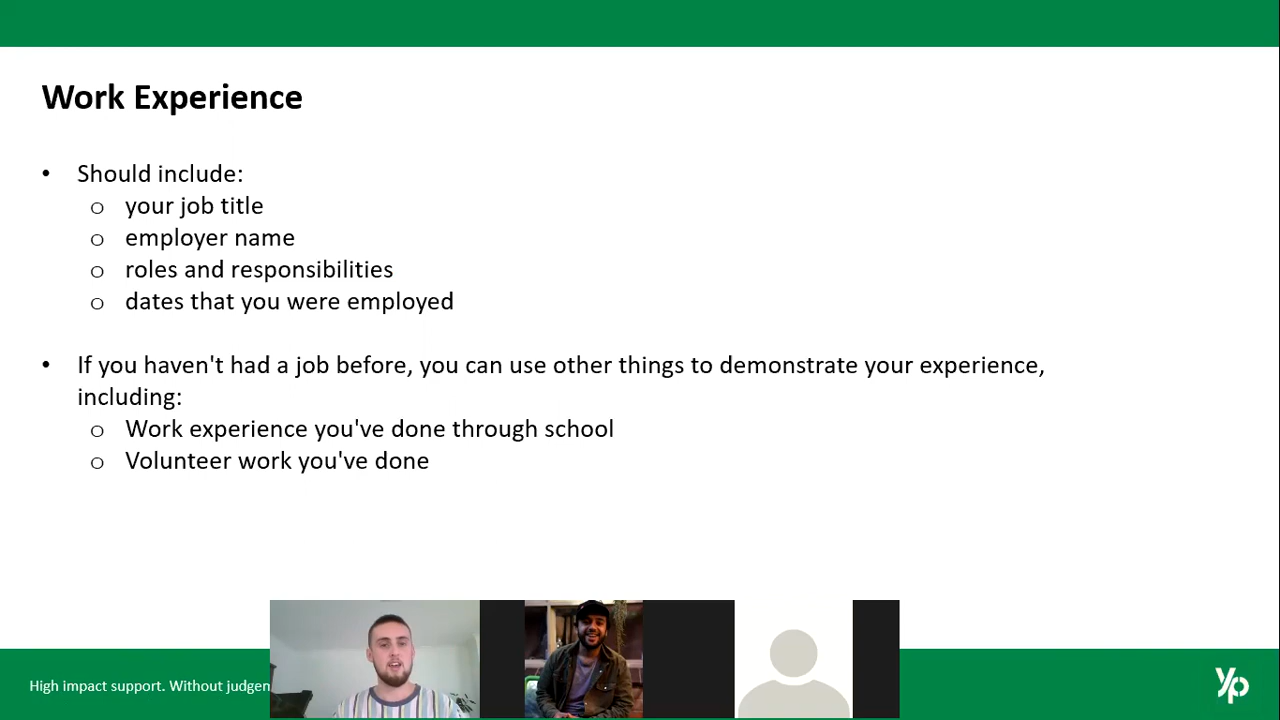 Work Experience
• Should include:
o your job title
o employer name
o roles and responsibilities
o dates that you were employed
• If you haven't had a job before, you can use other things to demonstrate your experience,
including:
o Work experience you've done through school
o Volunteer work you've done
High impact support. Without judgen
yp